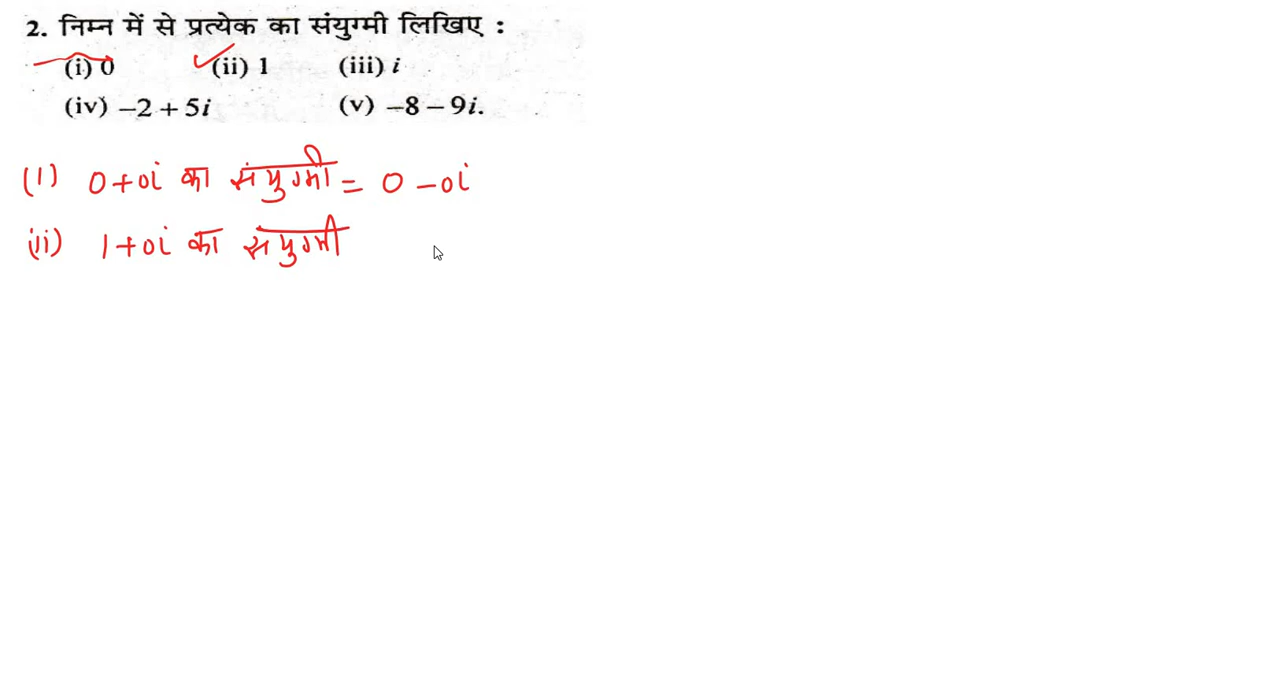 2. निम्न में से प्रत्येक का संयुग्मी लिखिए :
(i) 0 (ii) 1 (iii) i
(iv) –2 + 5i (v) –8 – 9i.
(i) 0+0i का संयुग्मी = 0 – 0i
(ii) 1+0i का संयुग्मी